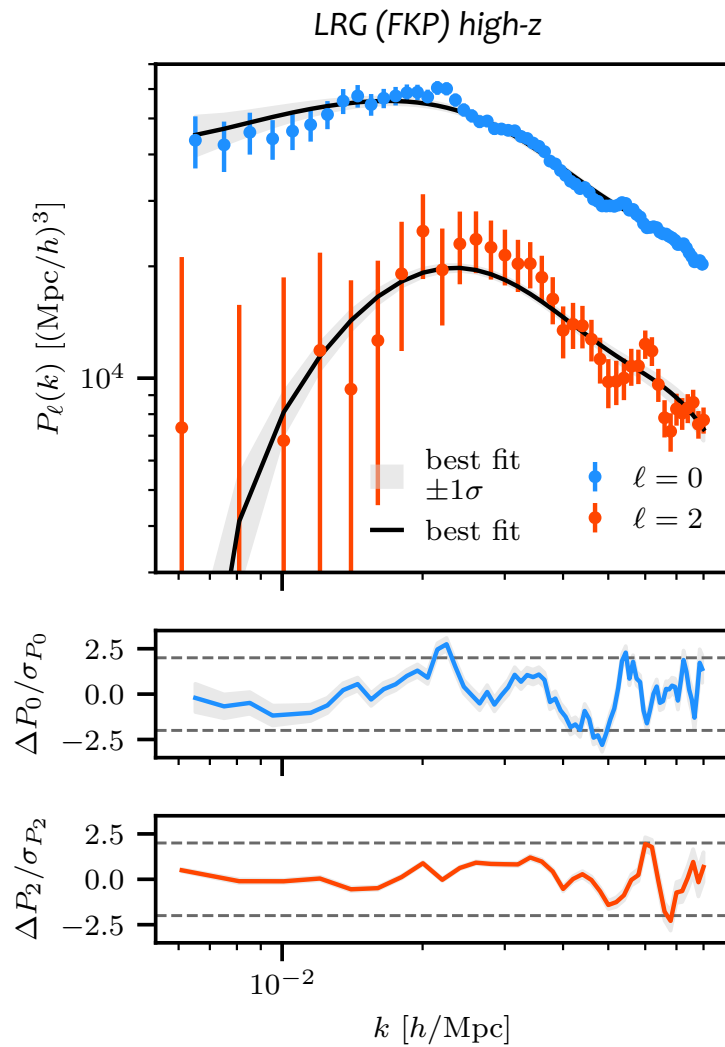 LRG (FKP) high-z
P_ℓ(k) [(Mpc/h)^3]
10^4
best fit
±1σ
best fit
ℓ = 0
ℓ = 2
ΔP_0/σ_{P_0}
2.5
0.0
−2.5
ΔP_2/σ_{P_2}
2.5
0.0
−2.5
10^{−2}
k [h/Mpc]